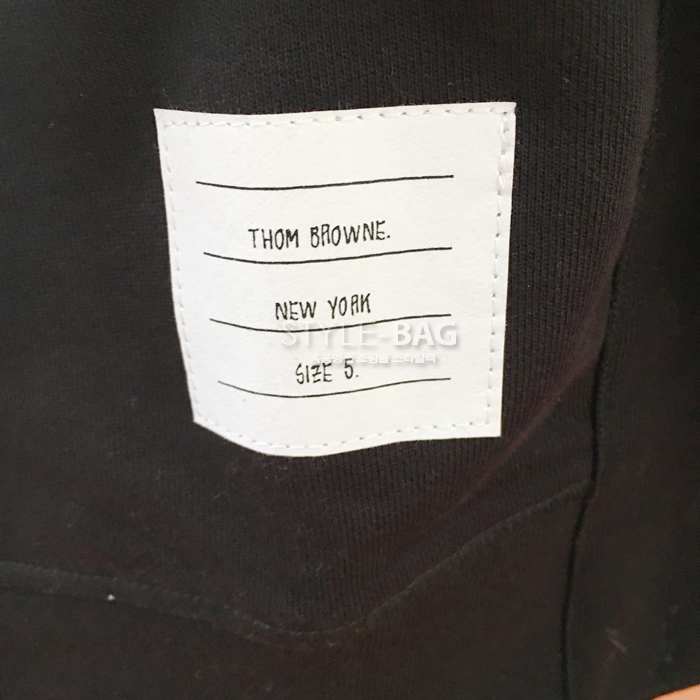 THOM BROWNE.
NEW YORK
STYLE-BAG
SIZE 5.